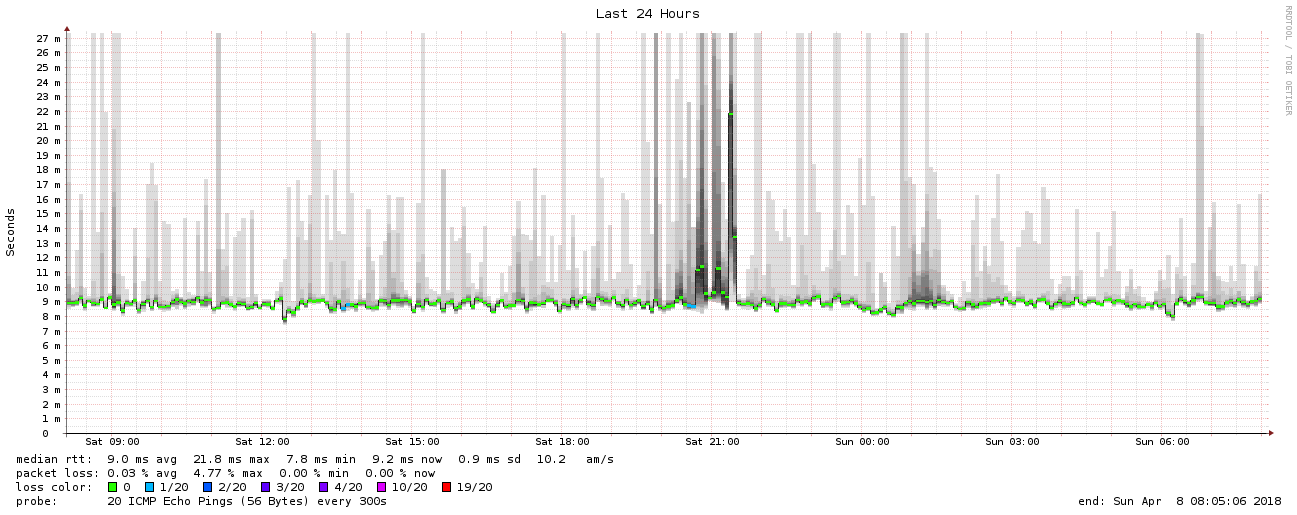 Last 24 Hours
RRDTOOL / TOBI OETIKER
Seconds
27 m
26 m
25 m
24 m
23 m
22 m
21 m
20 m
19 m
18 m
17 m
16 m
15 m
14 m
13 m
12 m
11 m
10 m
9 m
8 m
7 m
6 m
5 m
4 m
3 m
2 m
1 m
0
Sat 09:00 Sat 12:00 Sat 15:00 Sat 18:00 Sat 21:00 Sun 00:00 Sun 03:00 Sun 06:00
median rtt: 9.0 ms avg 21.8 ms max 7.8 ms min 9.2 ms now 0.9 ms sd 10.2 am/s
packet loss: 0.03 % avg 4.77 % max 0.00 % min 0.00 % now
loss color: 0 1/20 2/20 3/20 4/20 10/20 19/20
probe: 20 ICMP Echo Pings (56 Bytes) every 300s end: Sun Apr 8 08:05:06 2018